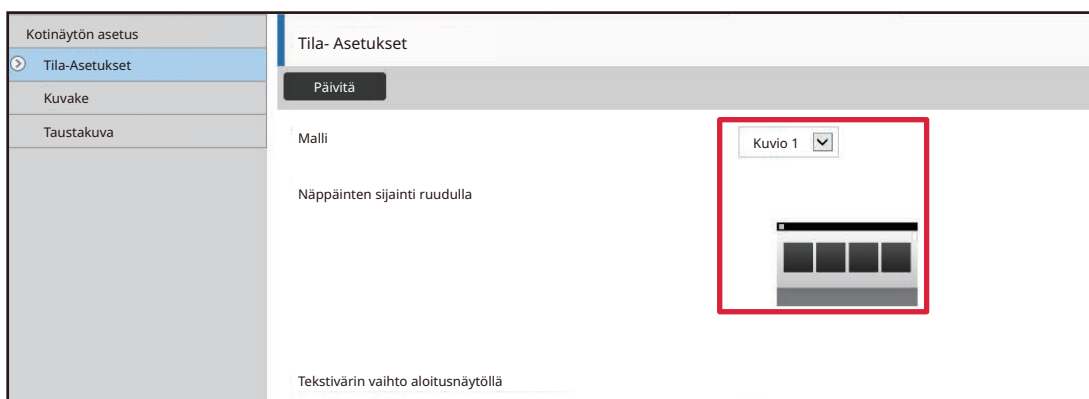 Kotinäytön asetus
Tila-Asetukset
Kuvake
Taustakuva
Tila- Asetukset
Päivitä
Malli
Kuvio 1
Näppäinten sijainti ruudulla
Tekstivärin vaihto aloitusnäytöllä